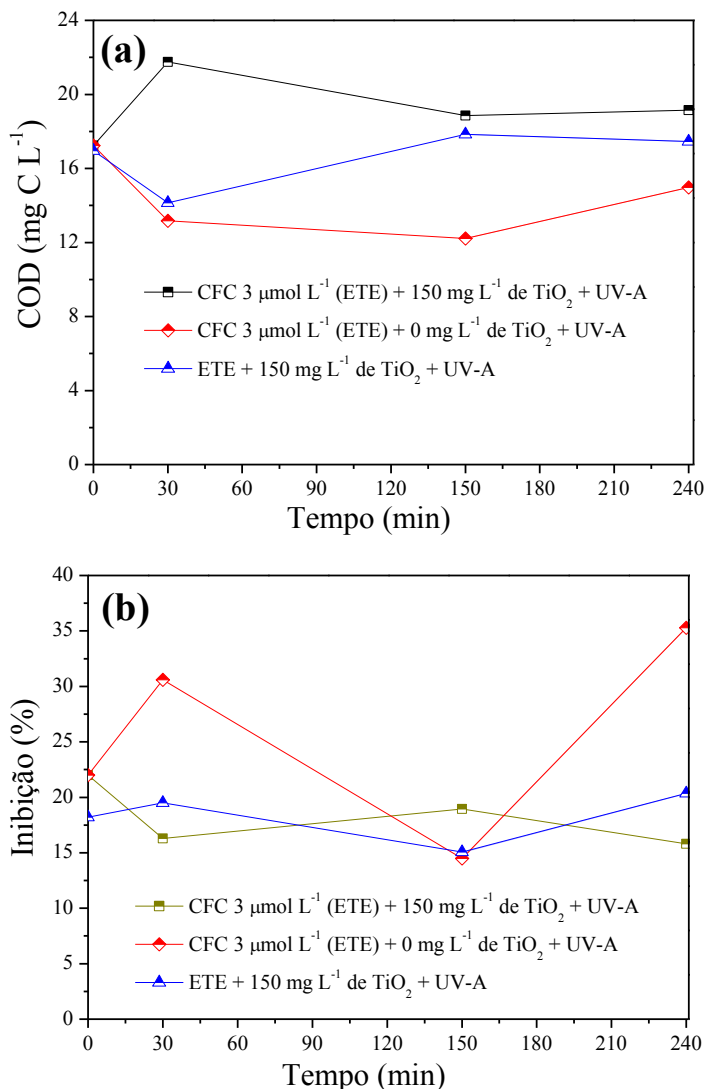 (a)
COD (mg C L⁻¹)
24
20
16
12
8
4
0
CFC 3 μmol L⁻¹ (ETE) + 150 mg L⁻¹ de TiO₂ + UV-A
CFC 3 μmol L⁻¹ (ETE) + 0 mg L⁻¹ de TiO₂ + UV-A
ETE + 150 mg L⁻¹ de TiO₂ + UV-A
0 30 60 90 120 150 180 210 240
Tempo (min)
(b)
Inibição (%)
40
35
30
25
20
15
10
5
0
CFC 3 μmol L⁻¹ (ETE) + 150 mg L⁻¹ de TiO₂ + UV-A
CFC 3 μmol L⁻¹ (ETE) + 0 mg L⁻¹ de TiO₂ + UV-A
ETE + 150 mg L⁻¹ de TiO₂ + UV-A
0 30 60 90 120 150 180 210 240
Tempo (min)